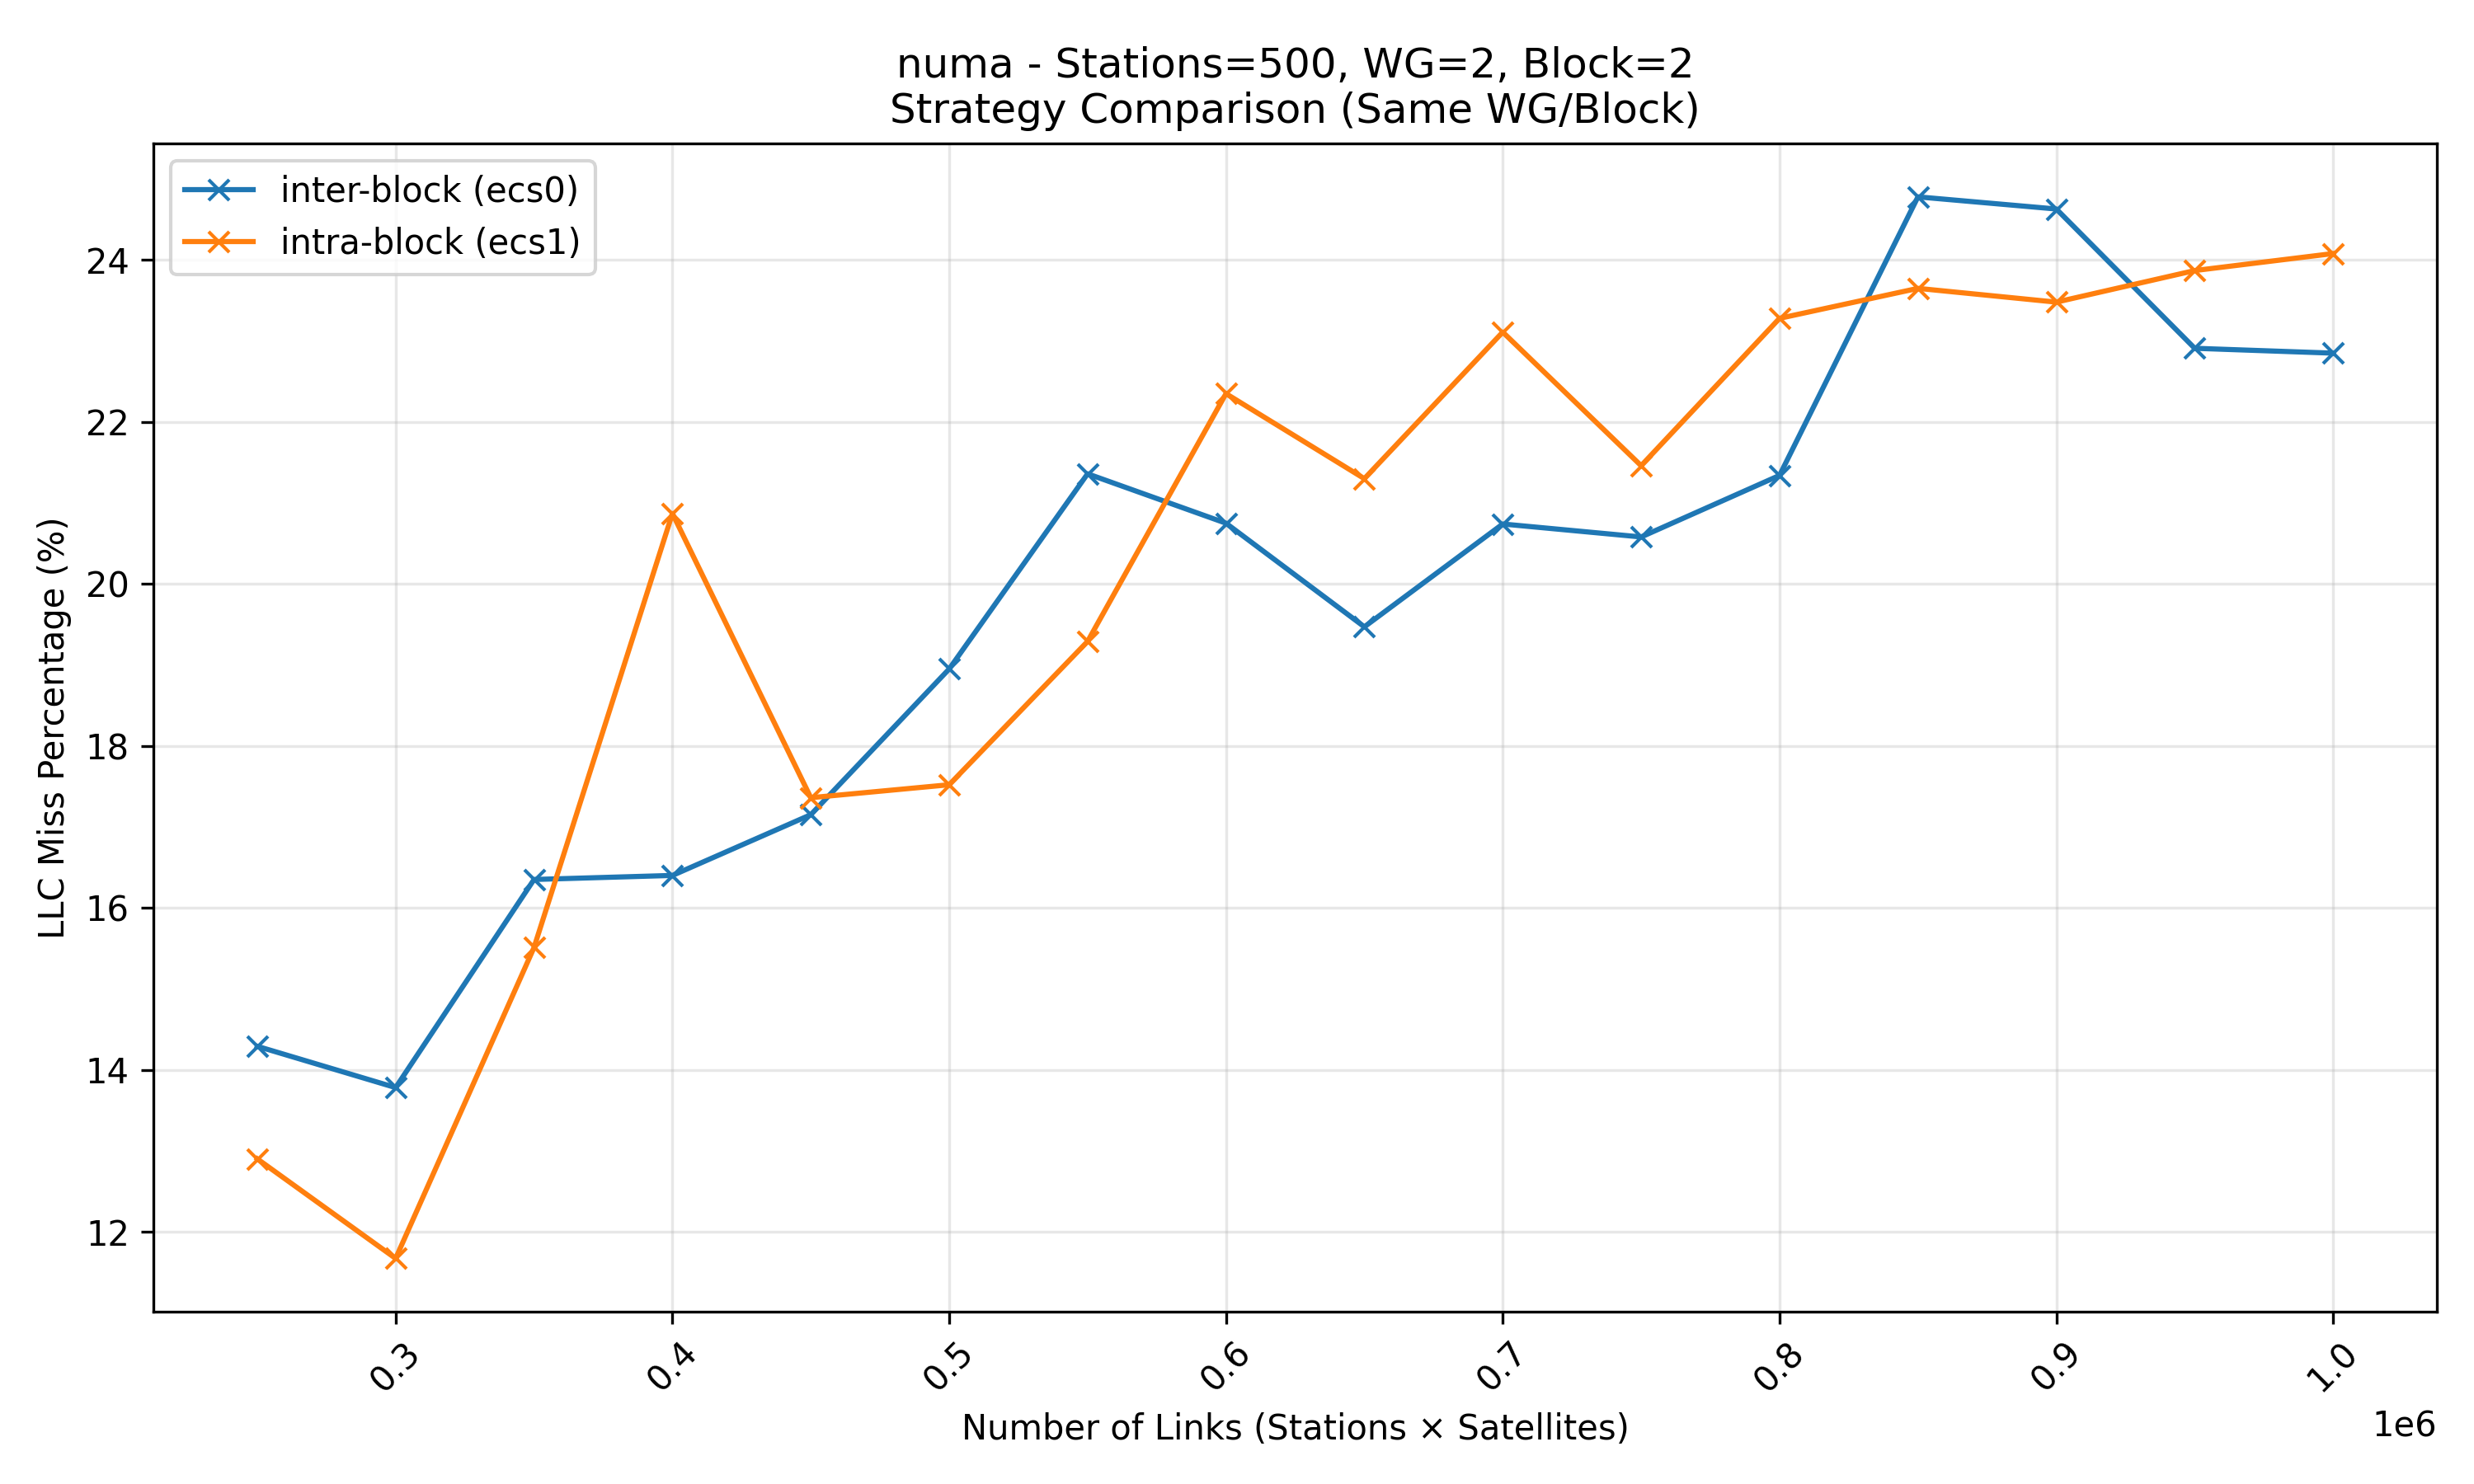 numa - Stations=500, WG=2, Block=2
Strategy Comparison (Same WG/Block)
inter-block (ecs0)
intra-block (ecs1)
LLC Miss Percentage (%)
24
22
20
18
16
14
12
0.3
0.4
0.5
0.6
0.7
0.8
0.9
1.0
Number of Links (Stations × Satellites)
1e6